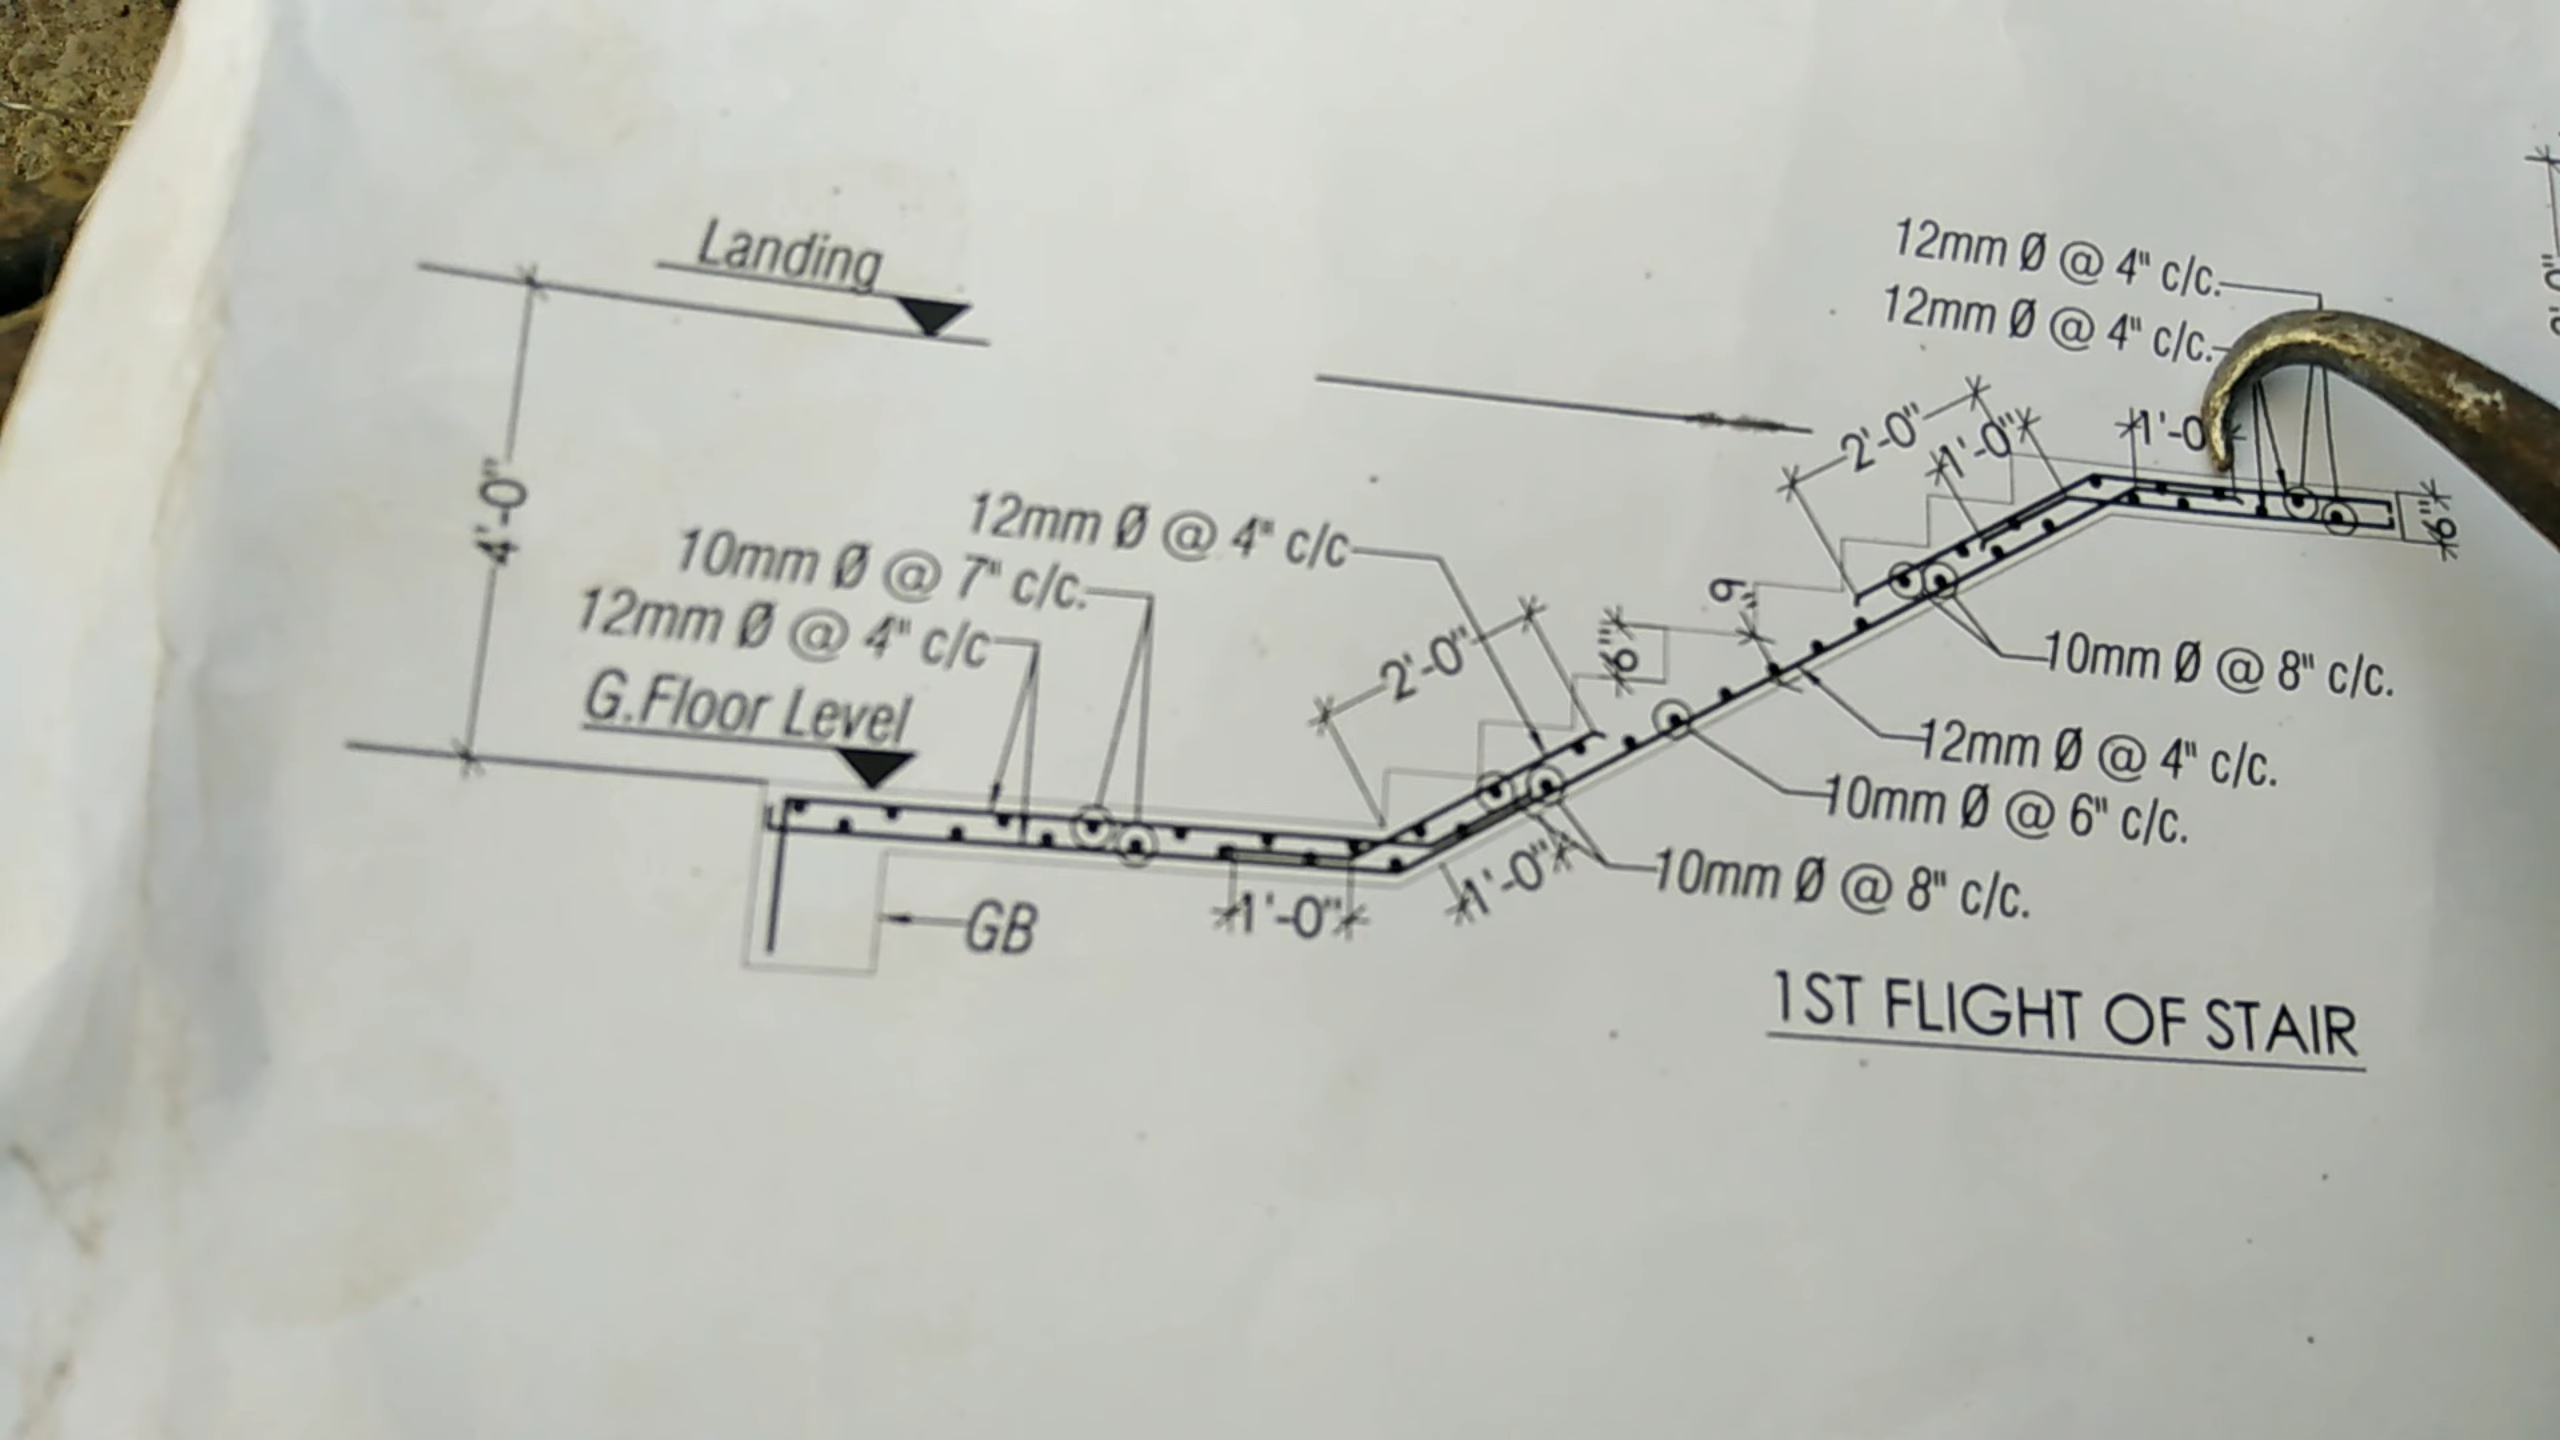 Landing
12mm Ø @ 4" c/c.
12mm Ø @ 4" c/c.
2'-0"
1'-0"
1'-0
6"
4'-0"
12mm Ø @ 4" c/c
10mm Ø @ 7" c/c.
12mm Ø @ 4" c/c
G.Floor Level
2'-0"
6"
10mm Ø @ 8" c/c.
12mm Ø @ 4" c/c.
10mm Ø @ 6" c/c.
10mm Ø @ 8" c/c.
GB
1'-0"
1'-0"
1ST FLIGHT OF STAIR